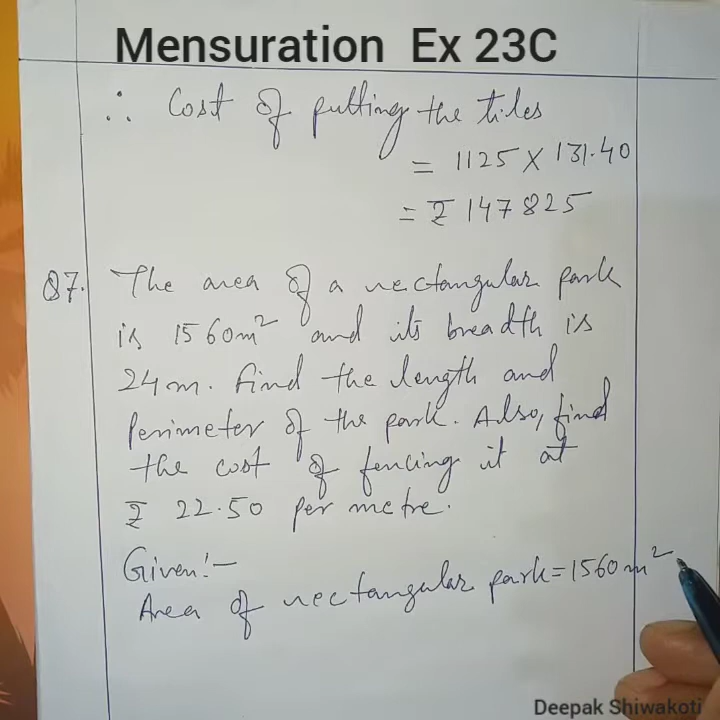 Mensuration Ex 23C
∴ Cost of putting the tiles
= 1125 × 131.40
= ₹ 147825
Q7. The area of a rectangular park
is 1560m² and its breadth is
24m. Find the length and
Perimeter of the park. Also, find
the cost of fencing it at
₹ 22.50 per metre.
Given:-
Area of rectangular park = 1560 m²
Deepak Shiwakoti